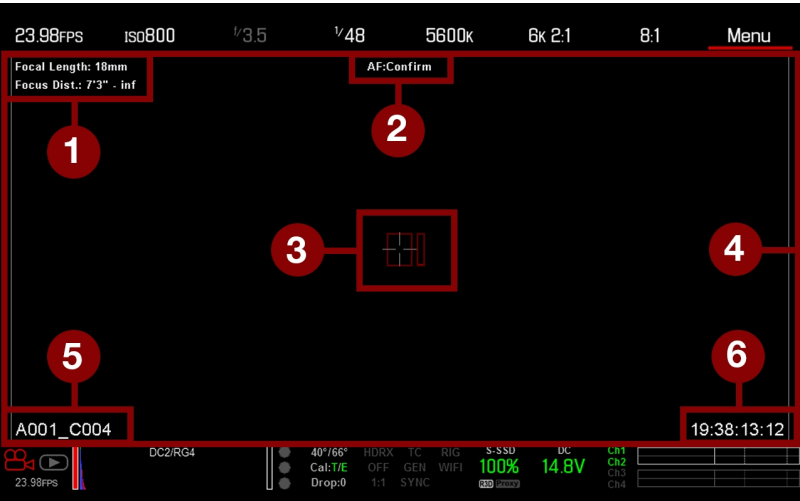 23.98FPS ISO800 f/3.5 1/48 5600K 6K 2:1 8:1 Menu
Focal Length: 18mm
Focus Dist.: 7'3" - inf
AF:Confirm
1
2
3
4
5
6
A001_C004
19:38:13:12
23.98FPS
DC2/RG4
40°/66° HDRX TC RIG S-SSD DC Ch1
Cal:T/E OFF GEN WIFI 100% 14.8V Ch2
Ch3
Drop:0 1:1 SYNC R3D Proxy Ch4